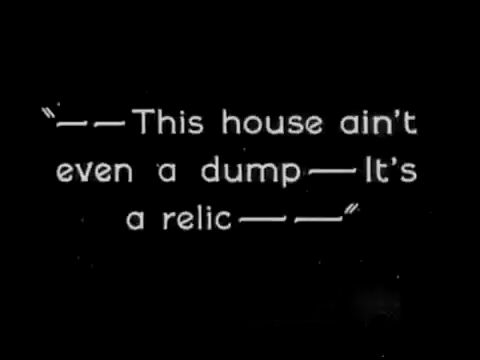 "— — This house ain't
even a dump — It's
a relic — — "